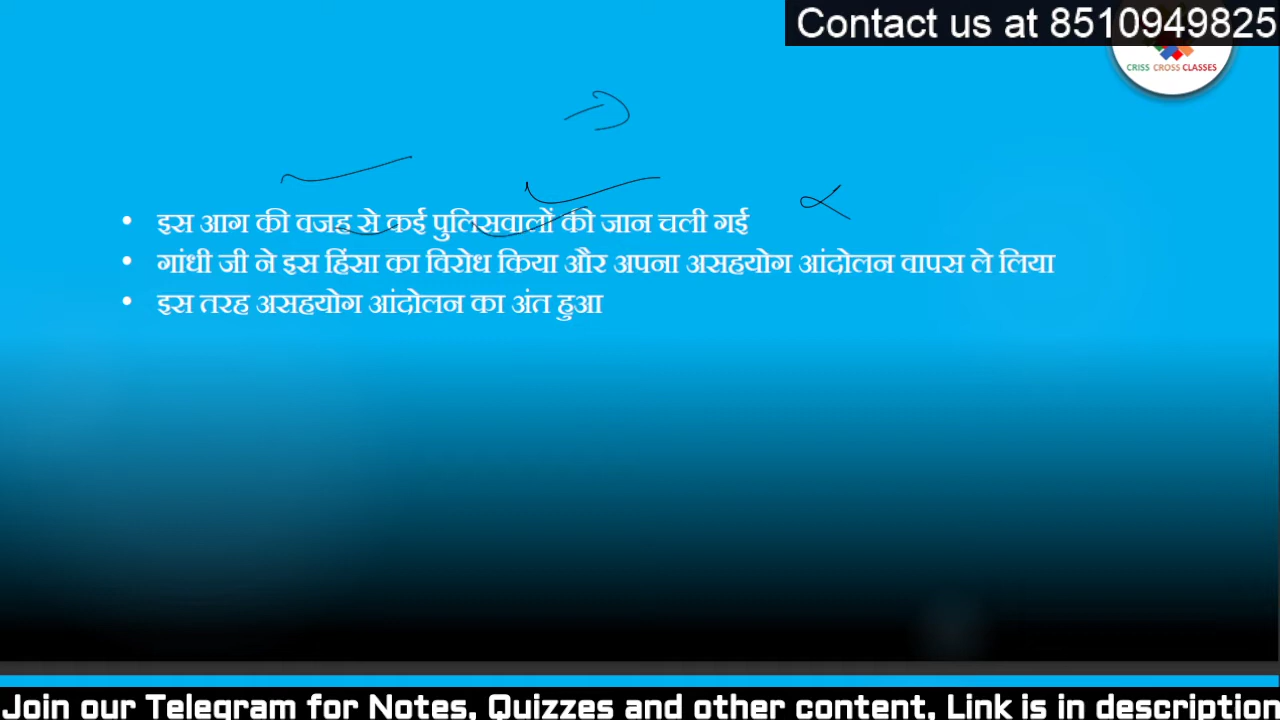 Contact us at 8510949825
CRISS CROSS CLASSES
• इस आग की वजह से कई पुलिसवालों की जान चली गई
• गांधी जी ने इस हिंसा का विरोध किया और अपना असहयोग आंदोलन वापस ले लिया
• इस तरह असहयोग आंदोलन का अंत हुआ
Join our Telegram for Notes, Quizzes and other content, Link is in description